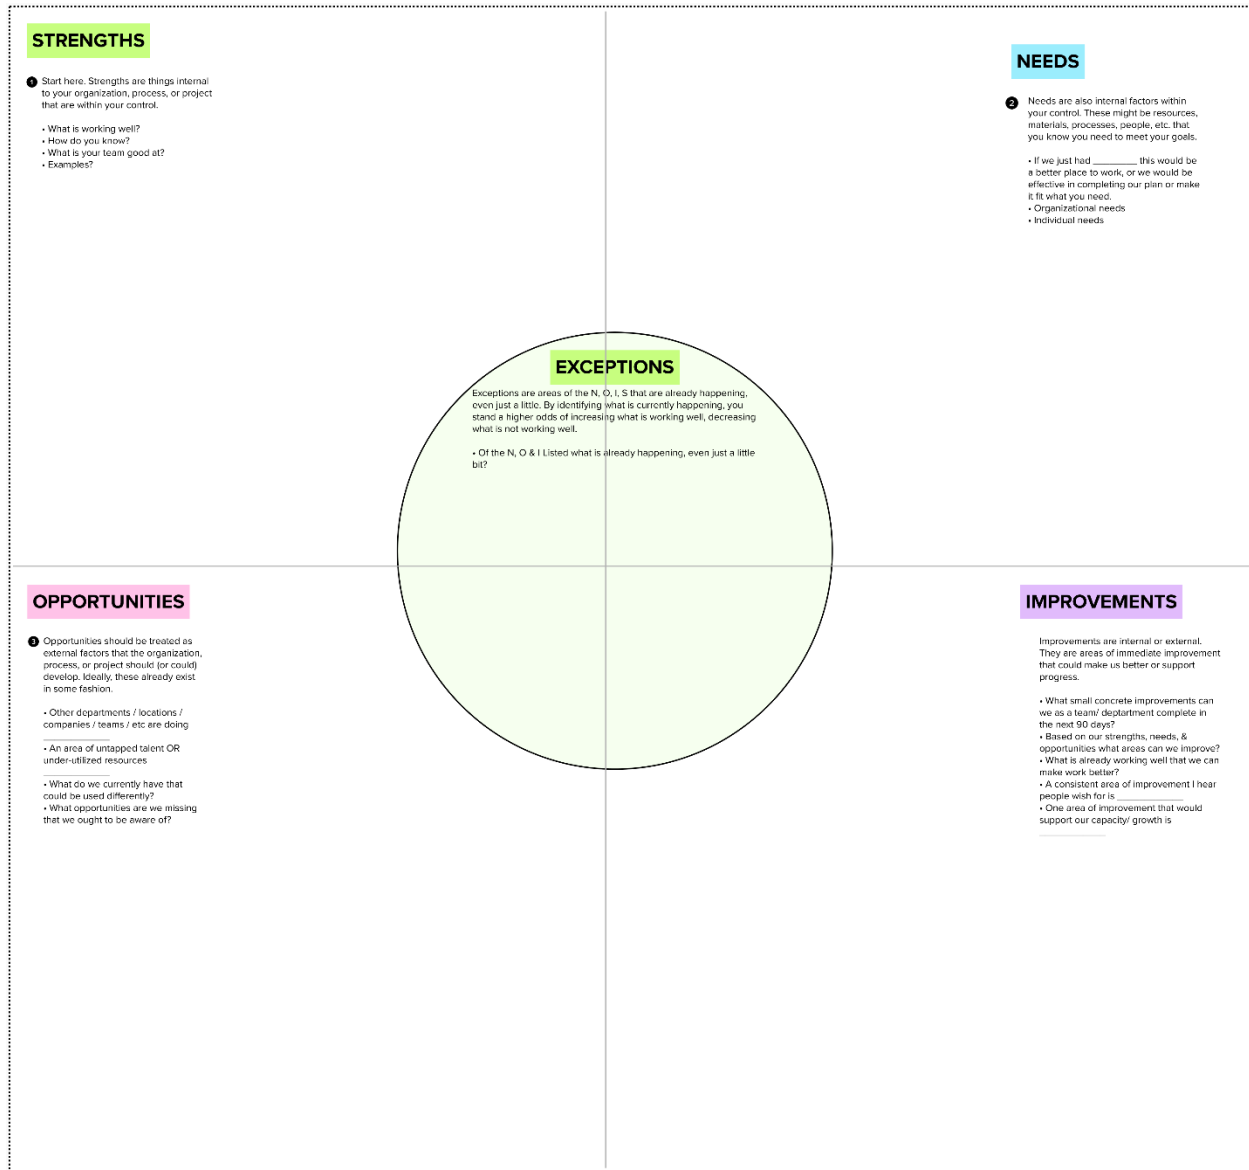 STRENGTHS
1 Start here. Strengths are things internal
to your organization, process, or project
that are within your control.
• What is working well?
• How do you know?
• What is your team good at?
• Examples?
NEEDS
2 Needs are also internal factors within
your control. These might be resources,
materials, processes, people, etc. that
you know you need to meet your goals.
• If we just had ________ this would be
a better place to work, or we would be
effective in completing our plan or make
it fit what you need.
• Organizational needs
• Individual needs
EXCEPTIONS
Exceptions are areas of the N, O, I, S that are already happening,
even just a little. By identifying what is currently happening, you
stand a higher odds of increasing what is working well, decreasing
what is not working well.
• Of the N, O & I Listed what is already happening, even just a little
bit?
OPPORTUNITIES
3 Opportunities should be treated as
external factors that the organization,
process, or project should (or could)
develop. Ideally, these already exist
in some fashion.
• Other departments / locations /
companies / teams / etc are doing
____________
• An area of untapped talent OR
under-utilized resources
____________
• What do we currently have that
could be used differently?
• What opportunities are we missing
that we ought to be aware of?
IMPROVEMENTS
Improvements are internal or external.
They are areas of immediate improvement
that could make us better or support
progress.
• What small concrete improvements can
we as a team/ deptartment complete in
the next 90 days?
• Based on our strengths, needs, &
opportunities what areas can we improve?
• What is already working well that we can
make work better?
• A consistent area of improvement I hear
people wish for is ____________
• One area of improvement that would
support our capacity/ growth is
____________